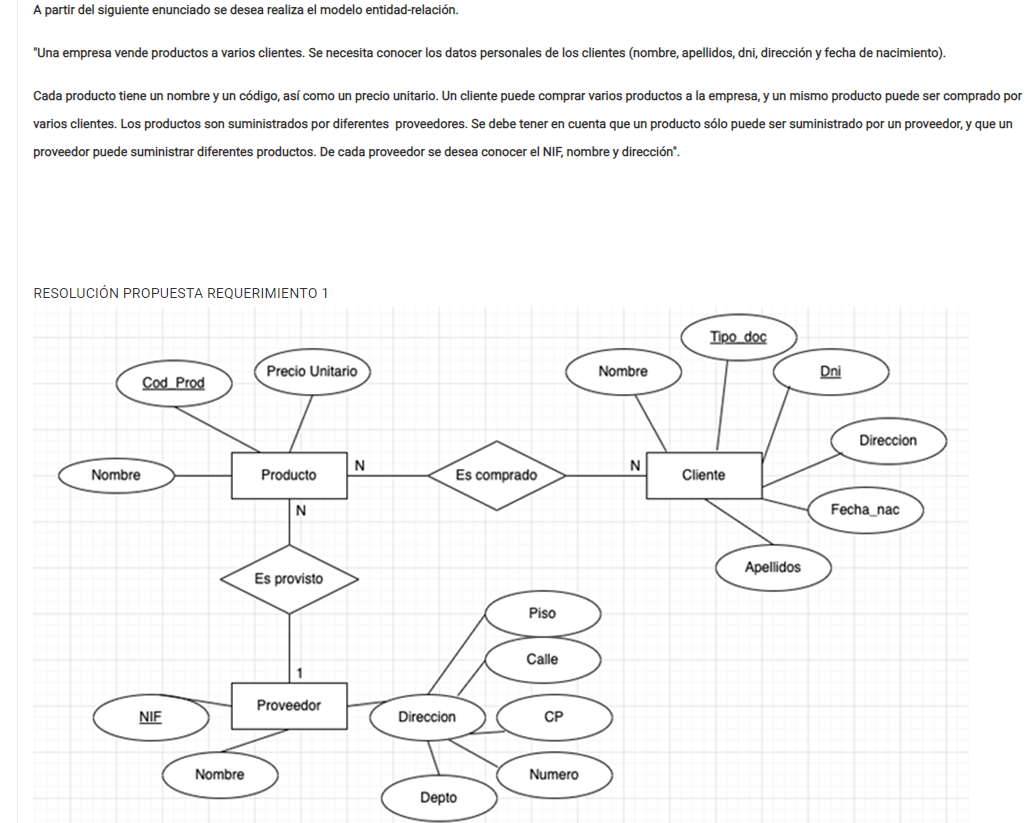 A partir del siguiente enunciado se desea realiza el modelo entidad-relación.
"Una empresa vende productos a varios clientes. Se necesita conocer los datos personales de los clientes (nombre, apellidos, dni, dirección y fecha de nacimiento).
Cada producto tiene un nombre y un código, así como un precio unitario. Un cliente puede comprar varios productos a la empresa, y un mismo producto puede ser comprado por
varios clientes. Los productos son suministrados por diferentes proveedores. Se debe tener en cuenta que un producto sólo puede ser suministrado por un proveedor, y que un
proveedor puede suministrar diferentes productos. De cada proveedor se desea conocer el NIF, nombre y dirección".
RESOLUCIÓN PROPUESTA REQUERIMIENTO 1
Tipo_doc
Cod_Prod
Precio Unitario
Nombre
Dni
Direccion
Nombre
Producto
N
Es comprado
N
Cliente
Fecha_nac
N
Apellidos
Es provisto
Piso
Calle
1
Proveedor
NIF
Direccion
CP
Nombre
Numero
Depto